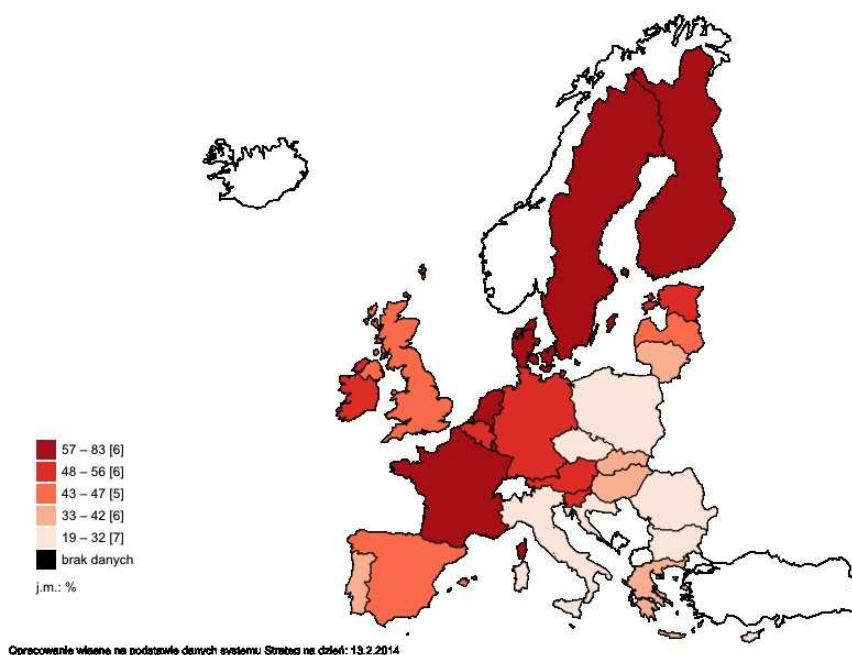 57 – 83 [6]
48 – 56 [6]
43 – 47 [5]
33 – 42 [6]
19 – 32 [7]
brak danych
j.m.: %
Opracowanie własne na podstawie danych systemu Strateg na dzień: 13.2.2014